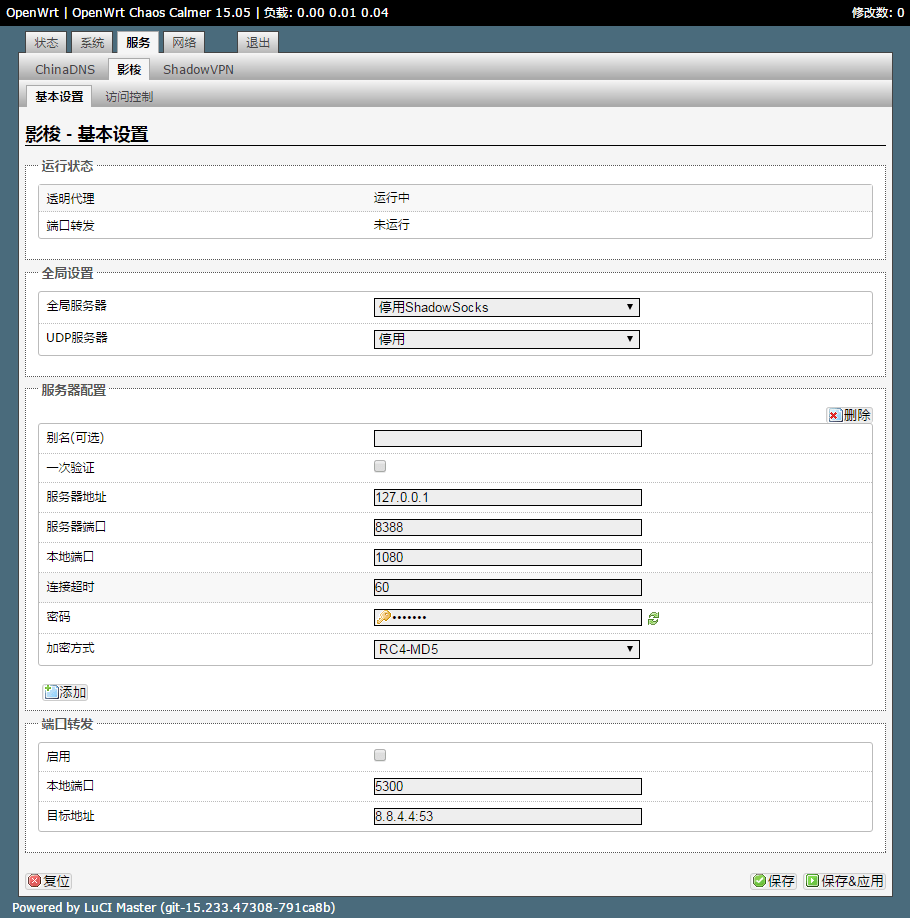 OpenWrt | OpenWrt Chaos Calmer 15.05 | 负载: 0.00 0.01 0.04 修改数: 0
状态 系统 服务 网络 退出
ChinaDNS 影梭 ShadowVPN
基本设置 访问控制
影梭 - 基本设置
运行状态
透明代理 运行中
端口转发 未运行
全局设置
全局服务器 停用ShadowSocks
UDP服务器 停用
服务器配置
删除
别名(可选)
一次验证
服务器地址 127.0.0.1
服务器端口 8388
本地端口 1080
连接超时 60
密码 •••••••
加密方式 RC4-MD5
添加
端口转发
启用
本地端口 5300
目标地址 8.8.4.4:53
复位 保存 保存&应用
Powered by LuCI Master (git-15.233.47308-791ca8b)